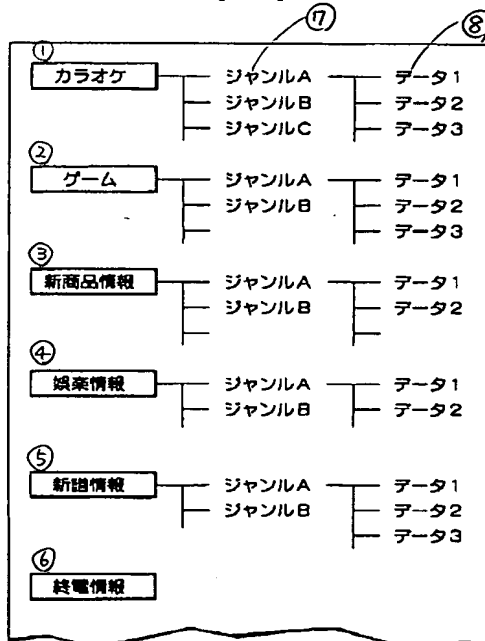 ⑦ ⑧
①
カラオケ ジャンルA データ1
ジャンルB データ2
ジャンルC データ3
②
ゲーム ジャンルA データ1
ジャンルB データ2
データ3
③
新商品情報 ジャンルA データ1
ジャンルB データ2
④
娯楽情報 ジャンルA データ1
ジャンルB データ2
⑤
新譜情報 ジャンルA データ1
ジャンルB データ2
データ3
⑥
終電情報